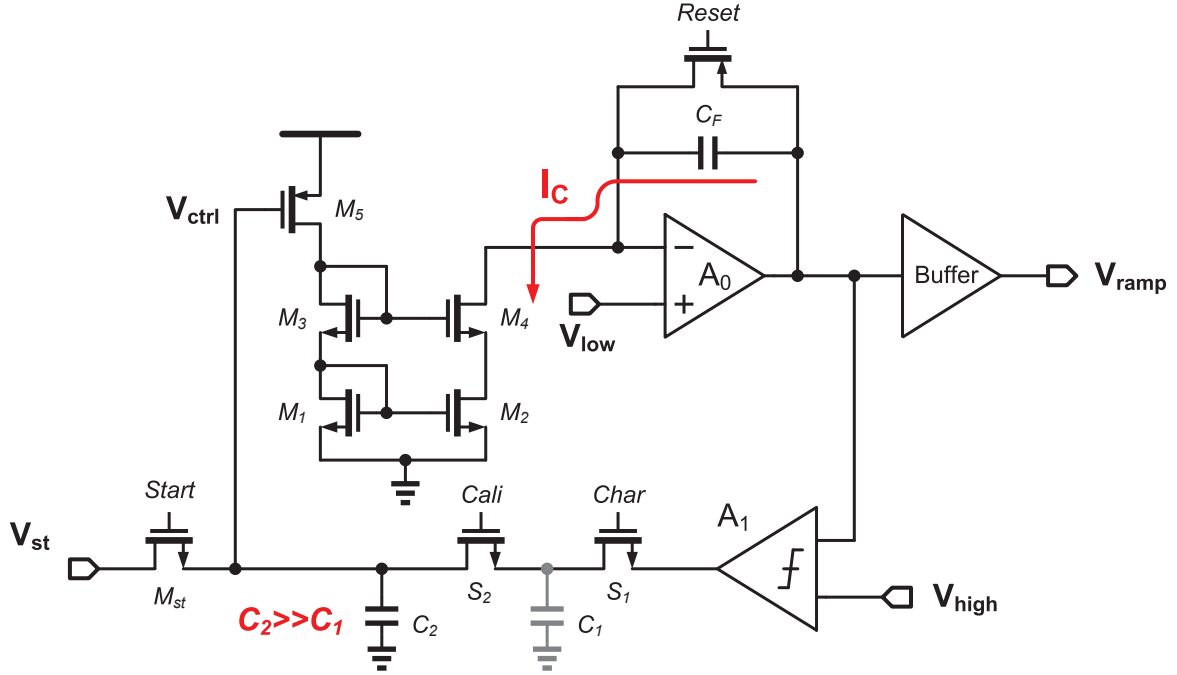 Reset
C_F
I_C
V_ctrl
M_5
A_0
Buffer
V_ramp
M_3
M_4
V_low
M_1
M_2
Start
Cali
Char
A_1
V_st
M_st
S_2
S_1
V_high
C_2>>C_1
C_2
C_1